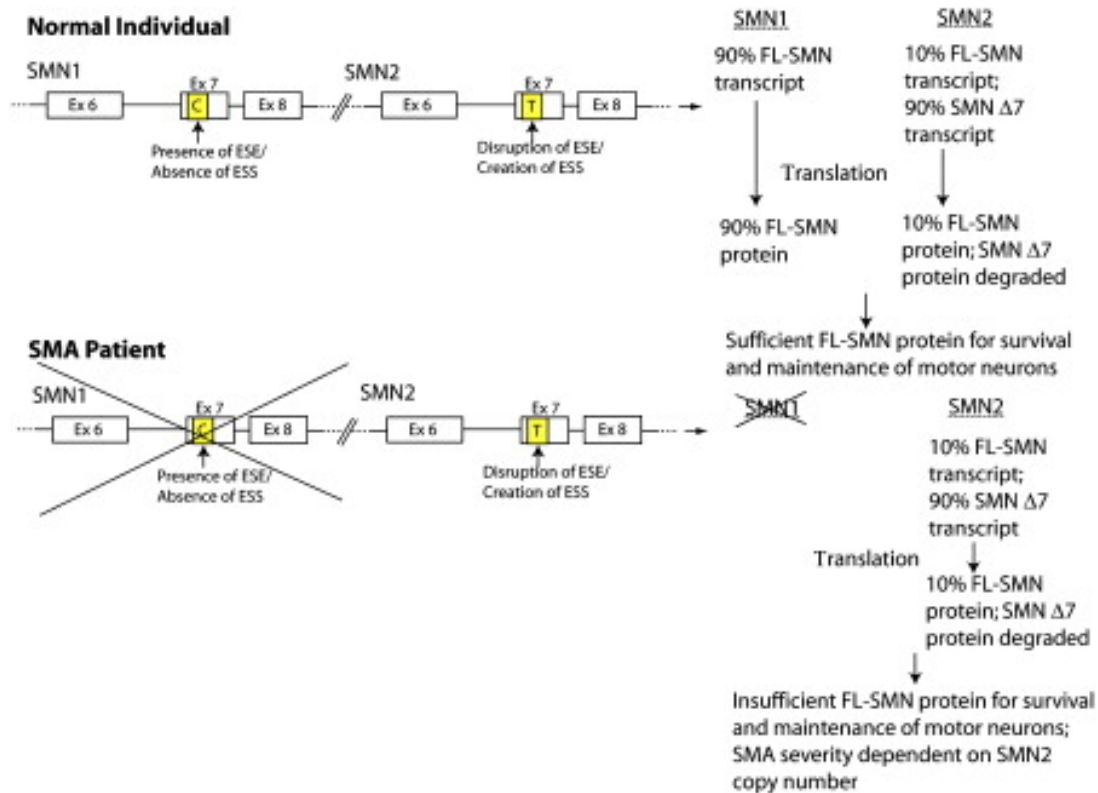 Normal Individual
SMN1
Ex 6
Ex 7
C
Ex 8
Presence of ESE/
Absence of ESS
SMN2
Ex 6
Ex 7
T
Ex 8
Disruption of ESE/
Creation of ESS
SMN1
90% FL-SMN
transcript
SMN2
10% FL-SMN
transcript;
90% SMN Δ7
transcript
Translation
90% FL-SMN
protein
10% FL-SMN
protein; SMN Δ7
protein degraded
Sufficient FL-SMN protein for survival
and maintenance of motor neurons
SMA Patient
SMN1
Ex 6
Ex 7
C
Ex 8
Presence of ESE/
Absence of ESS
SMN2
Ex 6
Ex 7
T
Ex 8
Disruption of ESE/
Creation of ESS
SMN1
SMN2
10% FL-SMN
transcript;
90% SMN Δ7
transcript
Translation
10% FL-SMN
protein; SMN Δ7
protein degraded
Insufficient FL-SMN protein for survival
and maintenance of motor neurons;
SMA severity dependent on SMN2
copy number